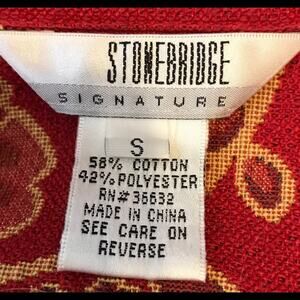 STONEBRIDGE
SIGNATURE
S
58% COTTON
42% POLYESTER
RN# 36632
MADE IN CHINA
SEE CARE ON
REVERSE